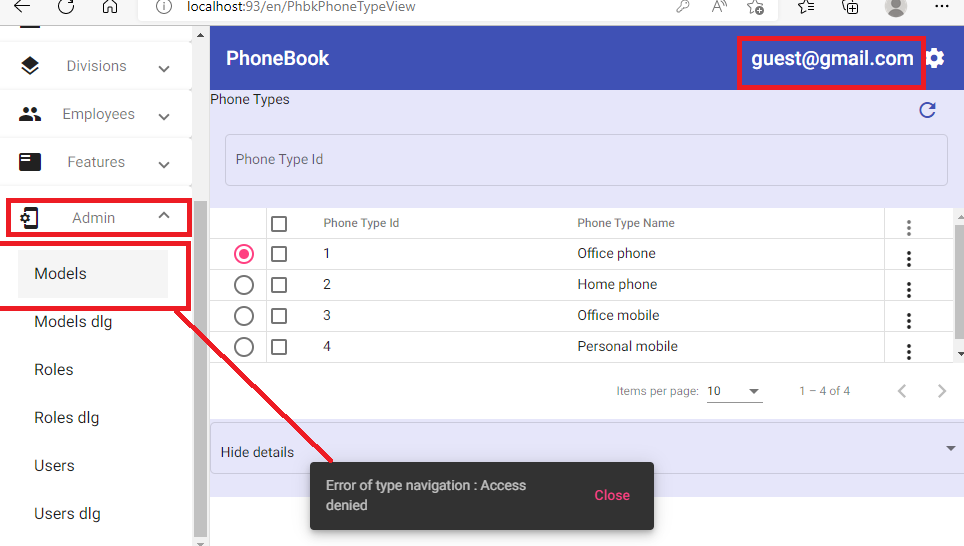 localhost:93/en/PhbkPhoneTypeView
Divisions
Employees
Features
Admin
Models
Models dlg
Roles
Roles dlg
Users
Users dlg
PhoneBook
guest@gmail.com
Phone Types
Phone Type Id
Phone Type Id Phone Type Name
1 Office phone
2 Home phone
3 Office mobile
4 Personal mobile
Items per page: 10 1 – 4 of 4
Hide details
Error of type navigation : Access
denied
Close